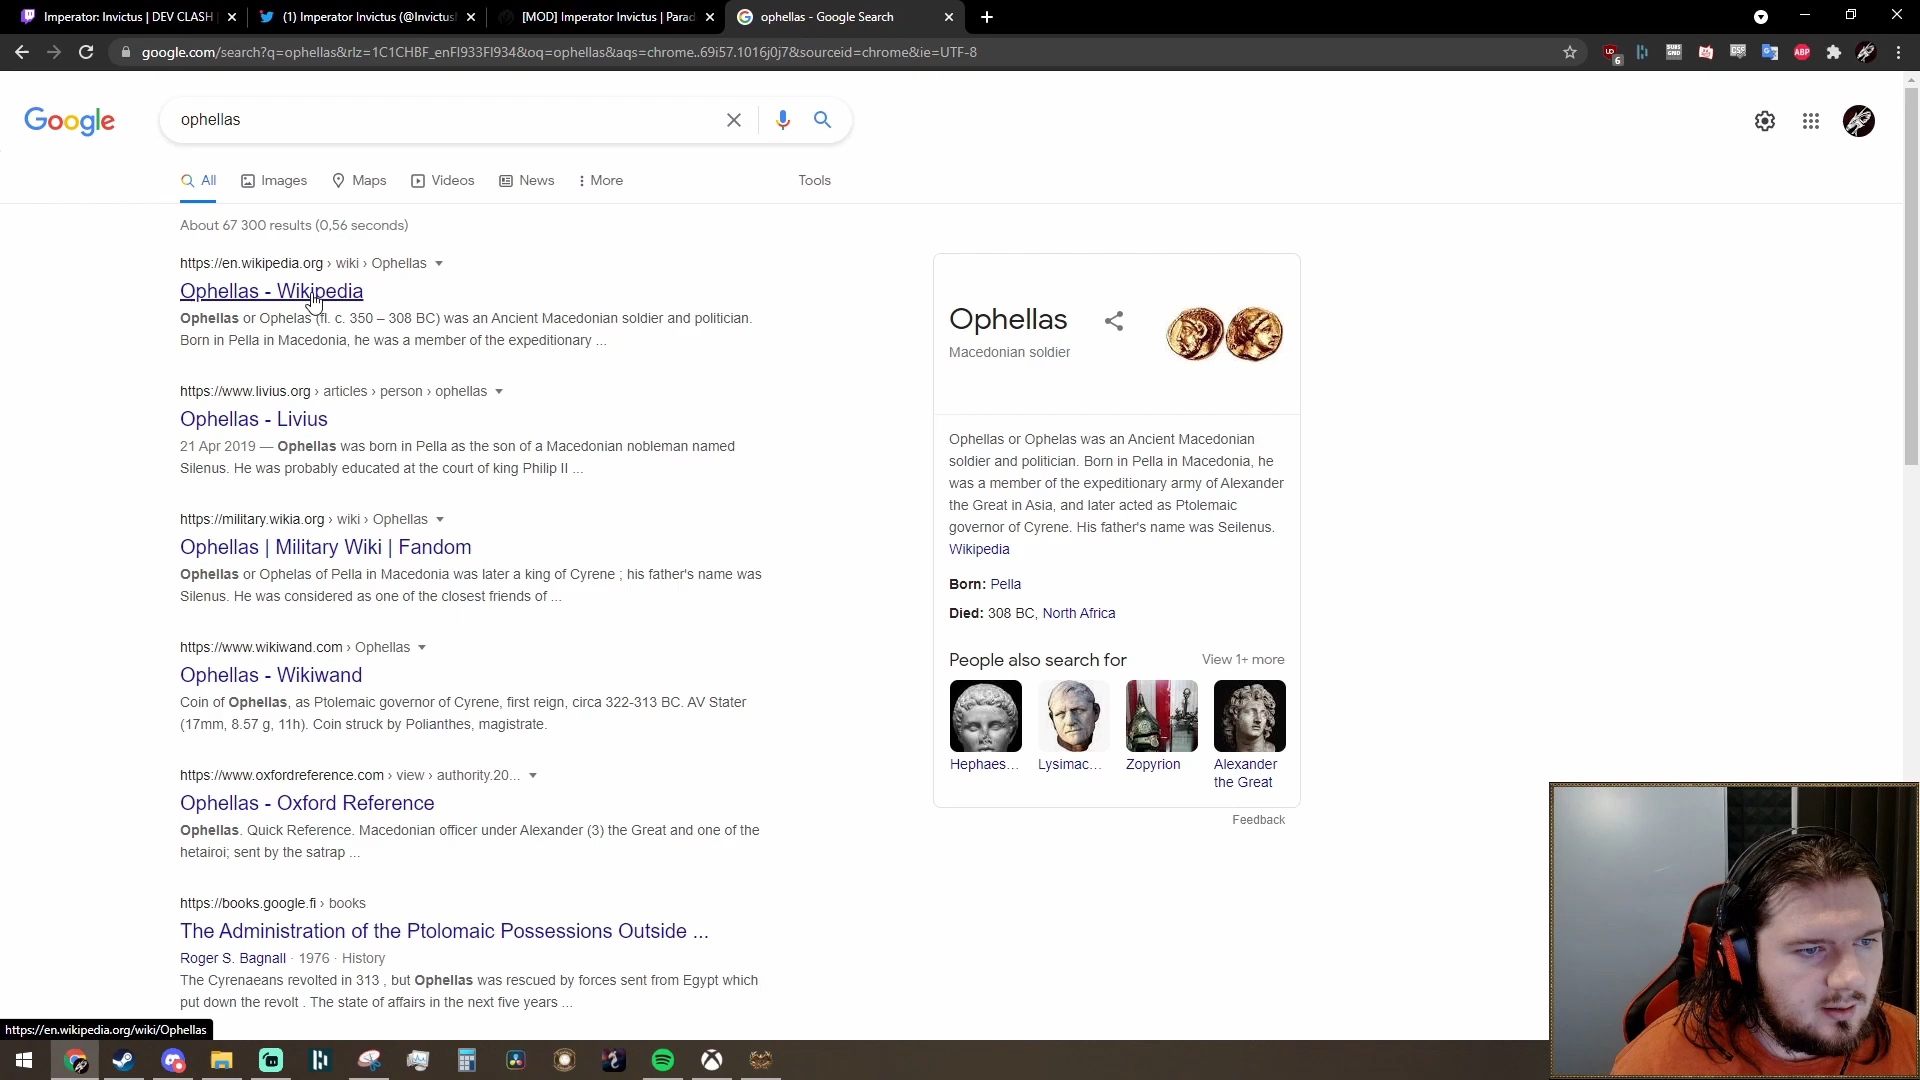 Imperator: Invictus | DEV CLASH
(1) Imperator Invictus (@Invictus
[MOD] Imperator Invictus | Parad
ophellas - Google Search
google.com/search?q=ophellas&rlz=1C1CHBF_enFI933FI934&oq=ophellas&aqs=chrome..69i57.1016j0j7&sourceid=chrome&ie=UTF-8
6
ABP
Google
ophellas
All Images Maps Videos News More Tools
About 67 300 results (0,56 seconds)
https://en.wikipedia.org › wiki › Ophellas
Ophellas - Wikipedia
Ophellas or Ophelas (fl. c. 350 – 308 BC) was an Ancient Macedonian soldier and politician.
Born in Pella in Macedonia, he was a member of the expeditionary ...
https://www.livius.org › articles › person › ophellas
Ophellas - Livius
21 Apr 2019 — Ophellas was born in Pella as the son of a Macedonian nobleman named
Silenus. He was probably educated at the court of king Philip II ...
https://military.wikia.org › wiki › Ophellas
Ophellas | Military Wiki | Fandom
Ophellas or Ophelas of Pella in Macedonia was later a king of Cyrene ; his father's name was
Silenus. He was considered as one of the closest friends of ...
https://www.wikiwand.com › Ophellas
Ophellas - Wikiwand
Coin of Ophellas, as Ptolemaic governor of Cyrene, first reign, circa 322-313 BC. AV Stater
(17mm, 8.57 g, 11h). Coin struck by Polianthes, magistrate.
https://www.oxfordreference.com › view › authority.20...
Ophellas - Oxford Reference
Ophellas. Quick Reference. Macedonian officer under Alexander (3) the Great and one of the
hetairoi; sent by the satrap ...
https://books.google.fi › books
The Administration of the Ptolomaic Possessions Outside ...
Roger S. Bagnall · 1976 · History
The Cyrenaeans revolted in 313 , but Ophellas was rescued by forces sent from Egypt which
put down the revolt . The state of affairs in the next five years ...
Ophellas
Macedonian soldier
Ophellas or Ophelas was an Ancient Macedonian
soldier and politician. Born in Pella in Macedonia, he
was a member of the expeditionary army of Alexander
the Great in Asia, and later acted as Ptolemaic
governor of Cyrene. His father's name was Seilenus.
Wikipedia
Born: Pella
Died: 308 BC, North Africa
People also search for View 1+ more
Hephaes... Lysimac... Zopyrion Alexander
the Great
Feedback
https://en.wikipedia.org/wiki/Ophellas